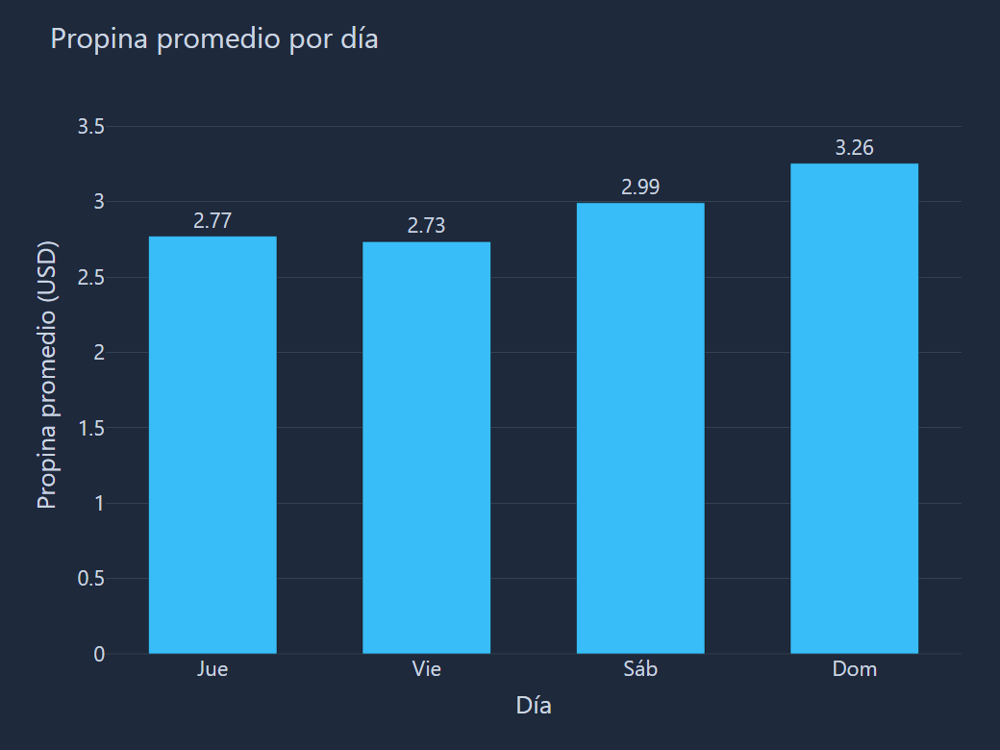 Propina promedio por día
3.5
3
2.5
2
1.5
1
0.5
0
Propina promedio (USD)
2.77
2.73
2.99
3.26
Jue
Vie
Sáb
Dom
Día